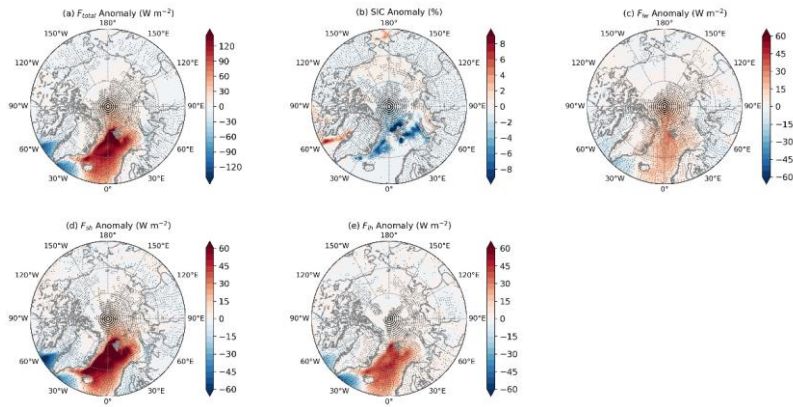 (a) F_total Anomaly (W m⁻²)
180°
150°W 150°E
120°W 120°E
90°W 90°E
60°W 60°E
30°W 30°E
0°
120
90
60
30
0
−30
−60
−90
−120
(b) SIC Anomaly (%)
180°
150°W 150°E
120°W 120°E
90°W 90°E
60°W 60°E
30°W 30°E
0°
8
6
4
2
0
−2
−4
−6
−8
(c) F_lw Anomaly (W m⁻²)
180°
150°W 150°E
120°W 120°E
90°W 90°E
60°W 60°E
30°W 30°E
0°
60
45
30
15
0
−15
−30
−45
−60
(d) F_sh Anomaly (W m⁻²)
180°
150°W 150°E
120°W 120°E
90°W 90°E
60°W 60°E
30°W 30°E
0°
60
45
30
15
0
−15
−30
−45
−60
(e) F_lh Anomaly (W m⁻²)
180°
150°W 150°E
120°W 120°E
90°W 90°E
60°W 60°E
30°W 30°E
0°
60
45
30
15
0
−15
−30
−45
−60